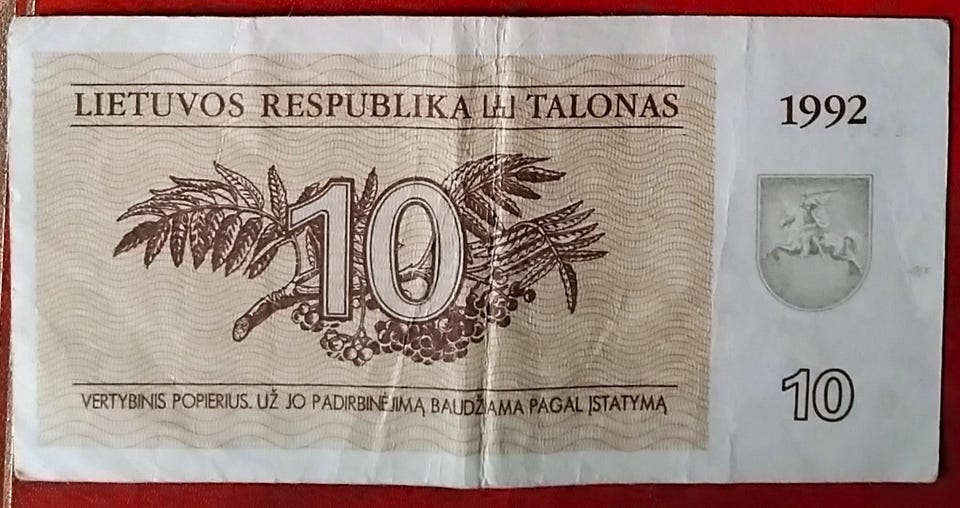 LIETUVOS RESPUBLIKA TALONAS
1992
10
VERTYBINIS POPIERIUS. UŽ JO PADIRBINĖJIMĄ BAUDŽIAMA PAGAL ĮSTATYMĄ
10